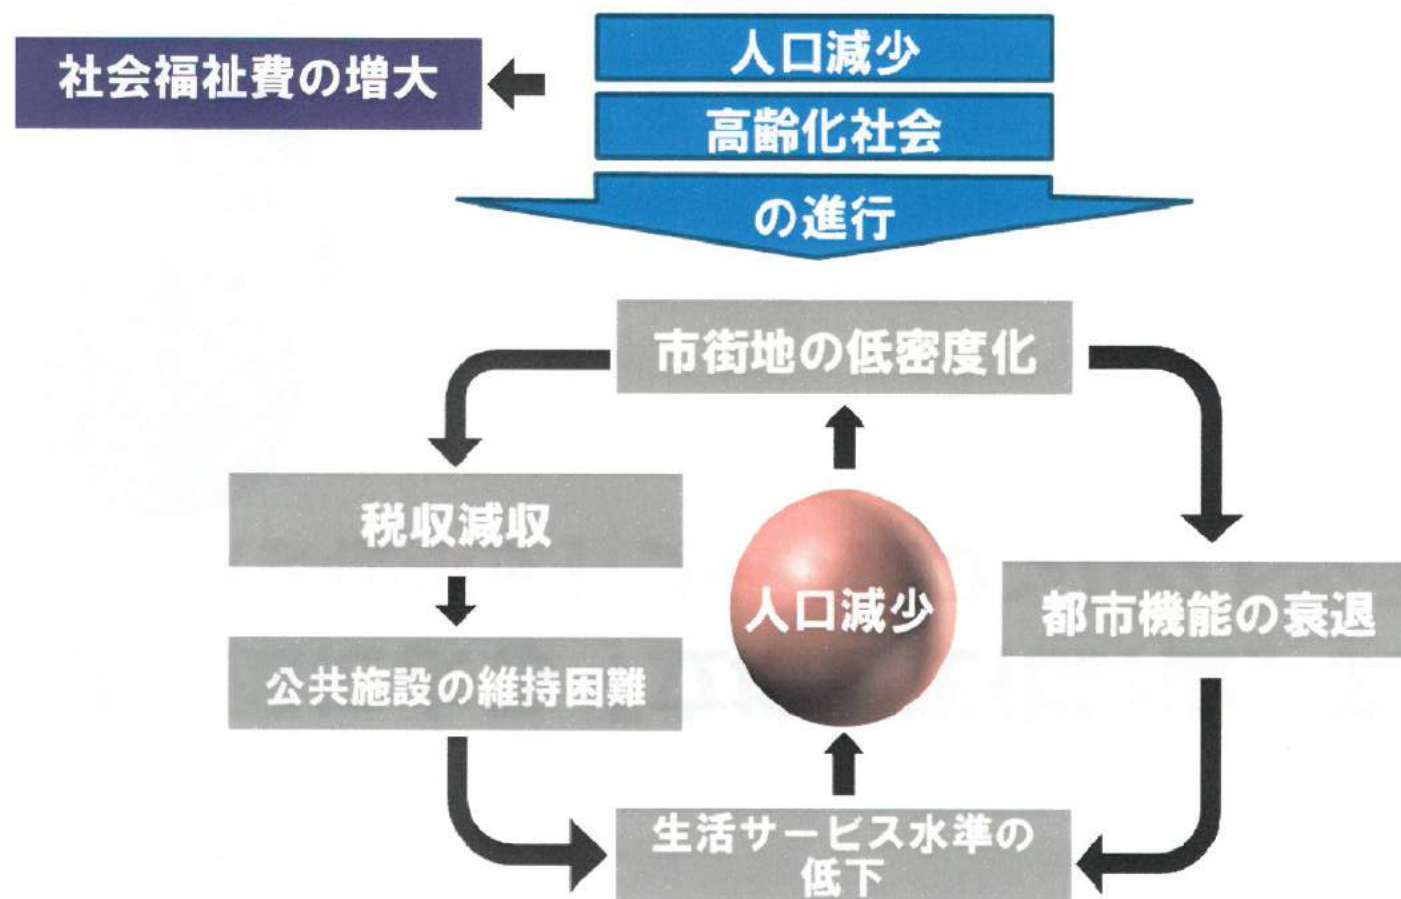 人口減少
社会福祉費の増大
高齢化社会
の進行
市街地の低密度化
税収減収
人口減少
都市機能の衰退
公共施設の維持困難
生活サービス水準の
低下